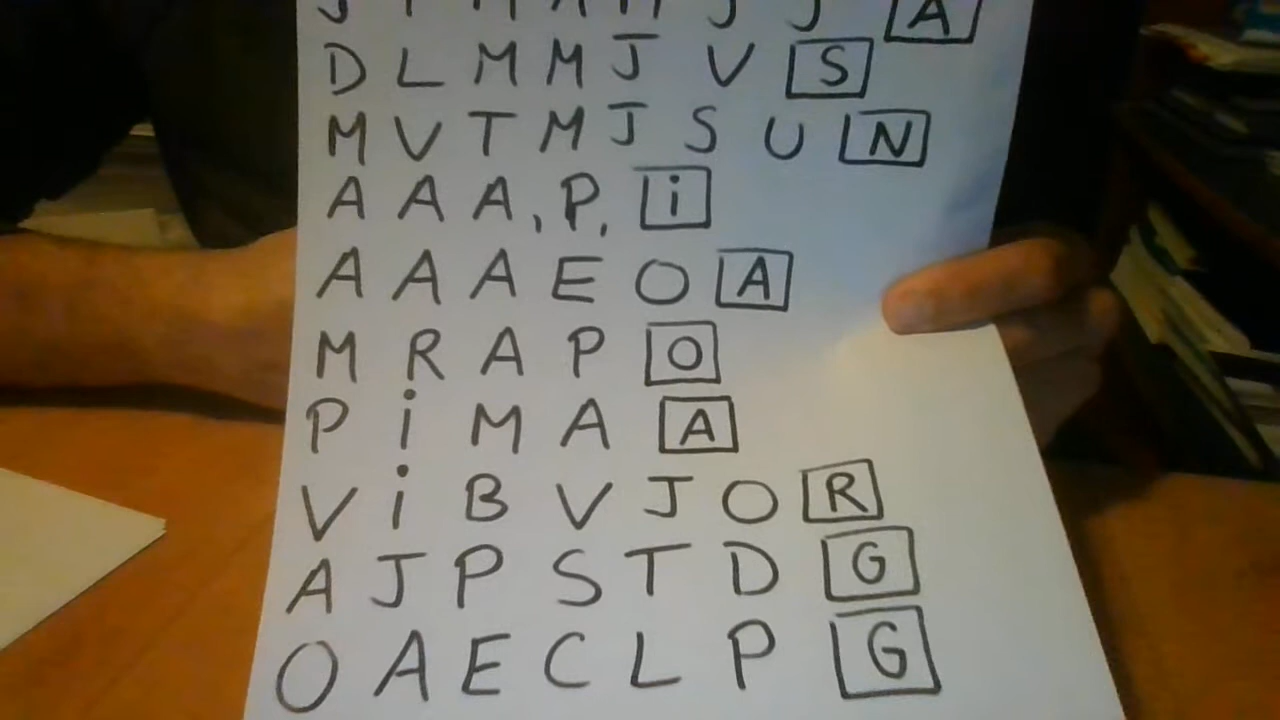 D L M M J V S
M V T M J S U N
A A A, P, i
A A A E O A
M R A P O
P i M A A
V i B V J O R
A J P S T D G
O A E C L P G